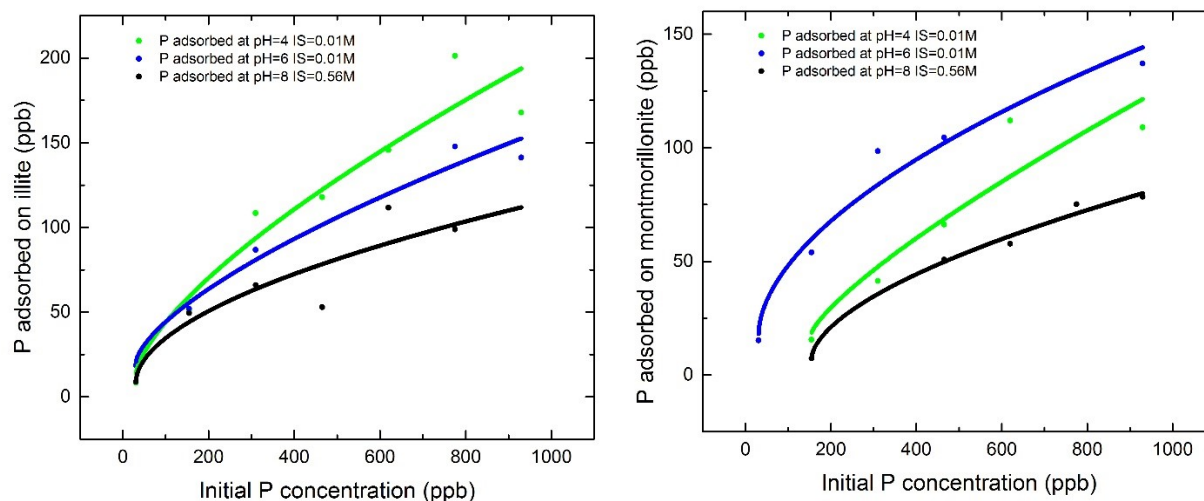 P adsorbed at pH=4 IS=0.01M
P adsorbed at pH=6 IS=0.01M
P adsorbed at pH=8 IS=0.56M
P adsorbed on illite (ppb)
200
150
100
50
0
0 200 400 600 800 1000
Initial P concentration (ppb)
P adsorbed at pH=4 IS=0.01M
P adsorbed at pH=6 IS=0.01M
P adsorbed at pH=8 IS=0.56M
P adsorbed on montmorillonite (ppb)
150
100
50
0
0 200 400 600 800 1000
Initial P concentration (ppb)